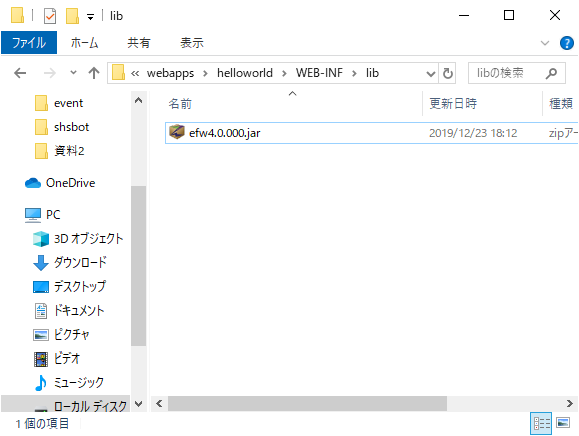 lib
ファイル ホーム 共有 表示
« webapps › helloworld › WEB-INF › lib
libの検索
名前 更新日時 種類
efw4.0.000.jar 2019/12/23 18:12 zipアー
event
shsbot
資料2
OneDrive
PC
3D オブジェクト
ダウンロード
デスクトップ
ドキュメント
ピクチャ
ビデオ
ミュージック
ローカル ディスク
1 個の項目